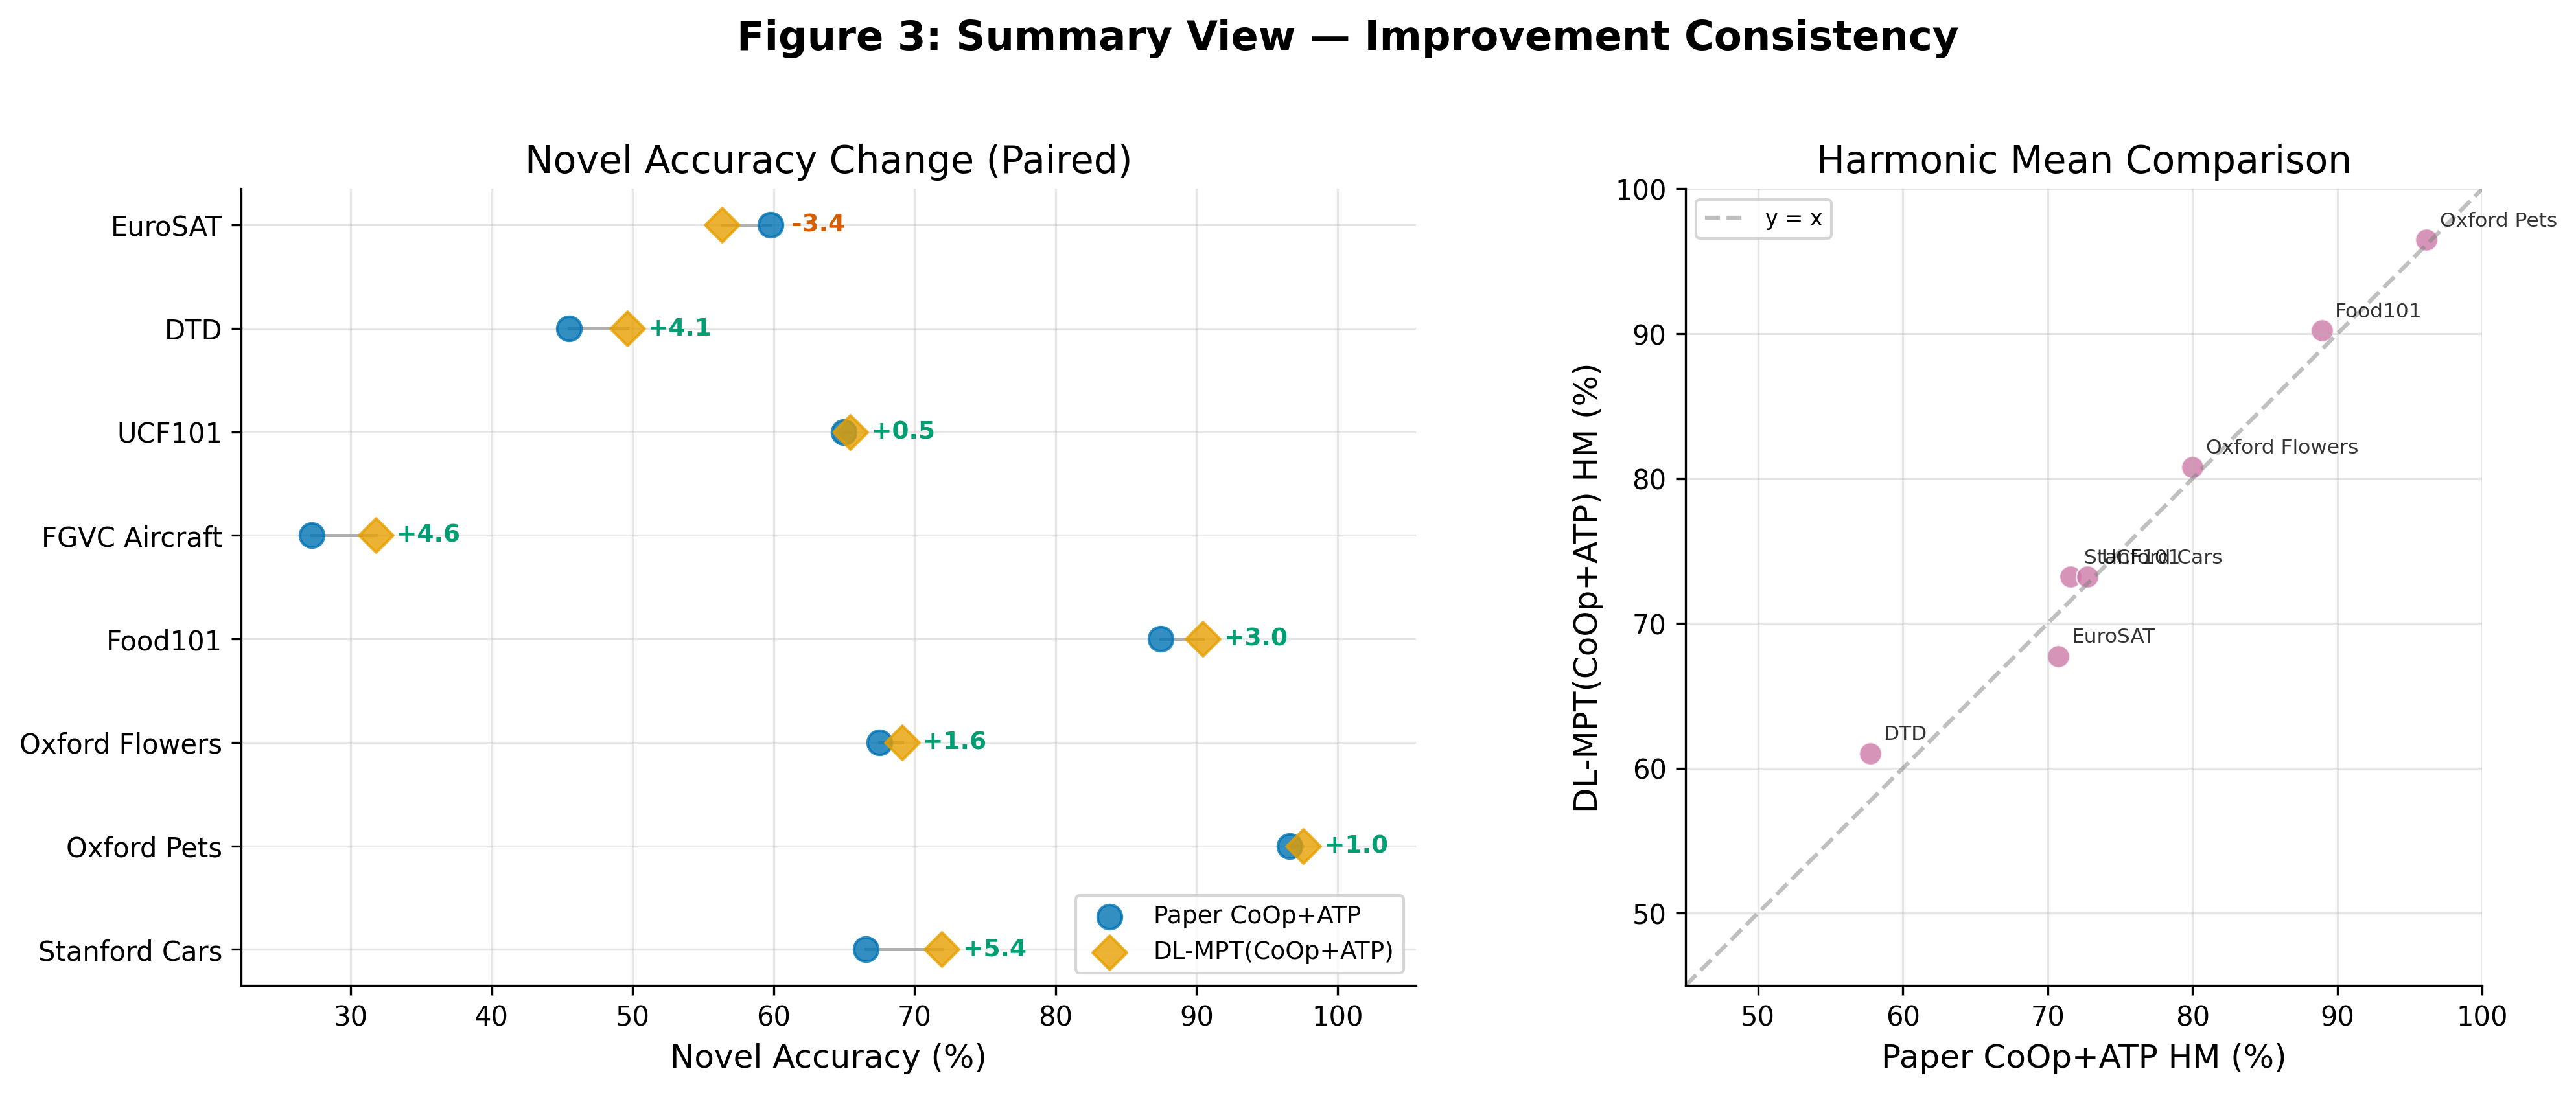 Figure 3: Summary View — Improvement Consistency
Novel Accuracy Change (Paired)
EuroSAT
-3.4
DTD
+4.1
UCF101
+0.5
FGVC Aircraft
+4.6
Food101
+3.0
Oxford Flowers
+1.6
Oxford Pets
+1.0
Stanford Cars
+5.4
Paper CoOp+ATP
DL-MPT(CoOp+ATP)
30 40 50 60 70 80 90 100
Novel Accuracy (%)
Harmonic Mean Comparison
y = x
DL-MPT(CoOp+ATP) HM (%)
100
90
80
70
60
50
Oxford Pets
Food101
Oxford Flowers
Stanford Cars
UCF101
EuroSAT
DTD
50 60 70 80 90 100
Paper CoOp+ATP HM (%)